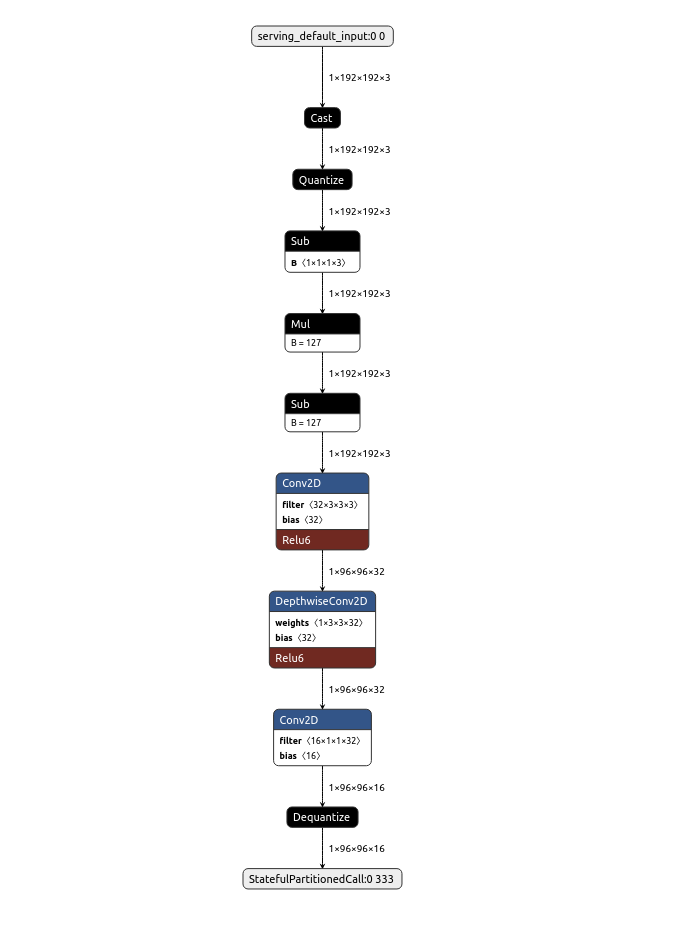 serving_default_input:0 0
1×192×192×3
Cast
1×192×192×3
Quantize
1×192×192×3
Sub
B 〈1×1×1×3〉
1×192×192×3
Mul
B = 127
1×192×192×3
Sub
B = 127
1×192×192×3
Conv2D
filter 〈32×3×3×3〉
bias 〈32〉
Relu6
1×96×96×32
DepthwiseConv2D
weights 〈1×3×3×32〉
bias 〈32〉
Relu6
1×96×96×32
Conv2D
filter 〈16×1×1×32〉
bias 〈16〉
1×96×96×16
Dequantize
1×96×96×16
StatefulPartitionedCall:0 333